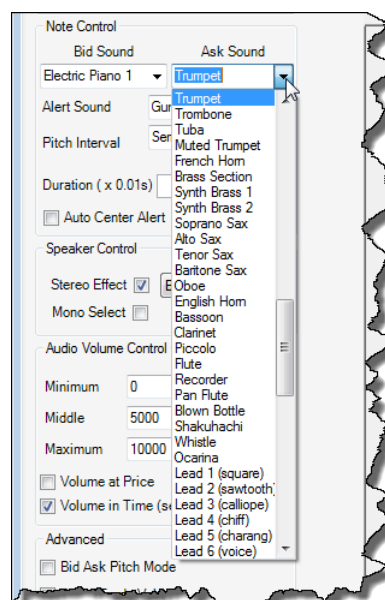 Note Control
Bid Sound Ask Sound
Electric Piano 1 Trumpet
Alert Sound Gu
Pitch Interval Ser
Duration ( x 0.01s)
Auto Center Alert
Speaker Control
Stereo Effect E
Mono Select
Audio Volume Control
Minimum 0
Middle 5000
Maximum 10000
Volume at Price
Volume in Time (se
Advanced
Bid Ask Pitch Mode
Trumpet
Trombone
Tuba
Muted Trumpet
French Horn
Brass Section
Synth Brass 1
Synth Brass 2
Soprano Sax
Alto Sax
Tenor Sax
Baritone Sax
Oboe
English Horn
Bassoon
Clarinet
Piccolo
Flute
Recorder
Pan Flute
Blown Bottle
Shakuhachi
Whistle
Ocarina
Lead 1 (square)
Lead 2 (sawtooth)
Lead 3 (calliope)
Lead 4 (chiff)
Lead 5 (charang)
Lead 6 (voice)